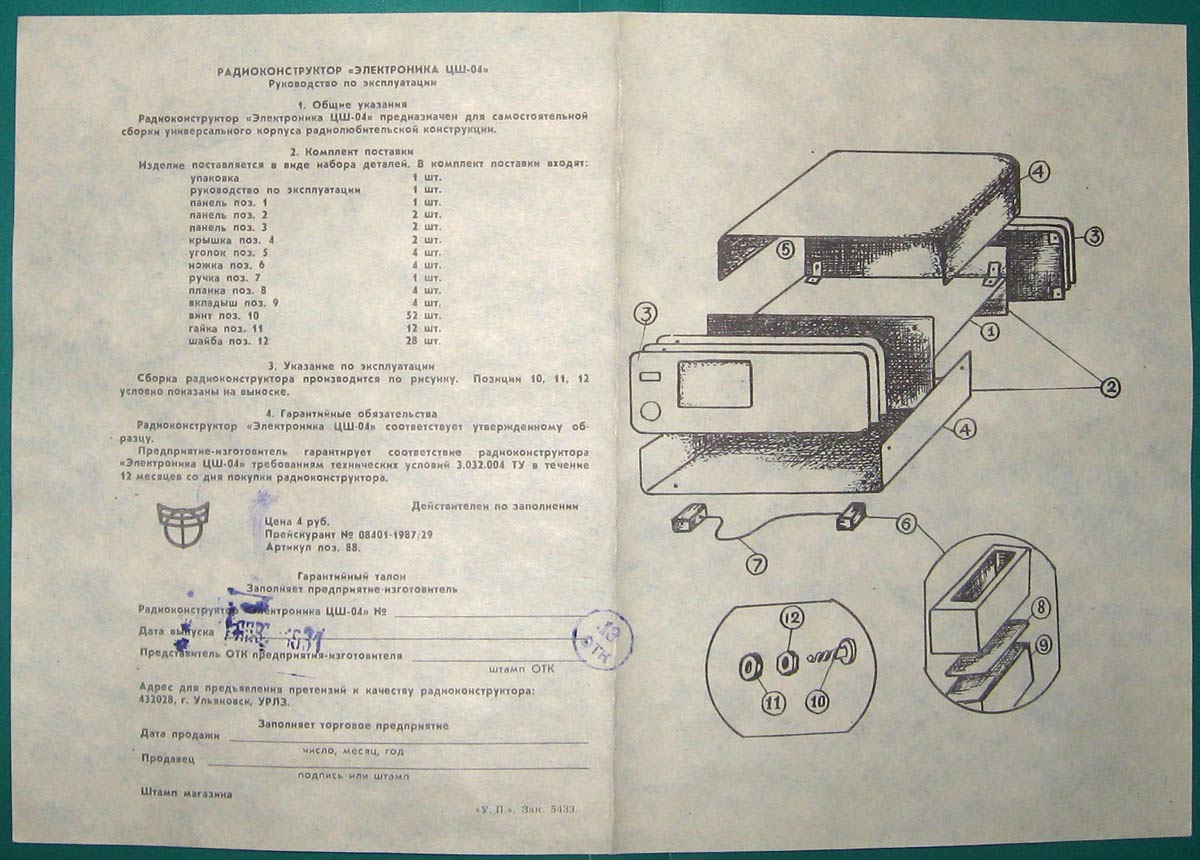 РАДИОКОНСТРУКТОР «ЭЛЕКТРОНИКА ЦШ-04»
Руководство по эксплуатации
1. Общие указания
Радиоконструктор «Электроника ЦШ-04» предназначен для самостоятельной
сборки универсального корпуса радиолюбительской конструкции.
2. Комплект поставки
Изделие поставляется в виде набора деталей. В комплект поставки входят:
упаковка 1 шт.
руководство по эксплуатации 1 шт.
панель поз. 1 1 шт.
панель поз. 2 2 шт.
панель поз. 3 2 шт.
крышка поз. 4 2 шт.
уголок поз. 5 4 шт.
ножка поз. 6 4 шт.
ручка поз. 7 1 шт.
планка поз. 8 4 шт.
вкладыш поз. 9 4 шт.
винт поз. 10 52 шт.
гайка поз. 11 12 шт.
шайба поз. 12 28 шт.
3. Указание по эксплуатации
Сборка радиоконструктора производится по рисунку. Позиции 10, 11, 12
условно показаны на выноске.
4. Гарантийные обязательства
Радиоконструктор «Электроника ЦШ-04» соответствует утвержденному об-
разцу.
Предприятие-изготовитель гарантирует соответствие радиоконструктора
«Электроника ЦШ-04» требованиям технических условий 3.032.004 ТУ в течение
12 месяцев со дня покупки радиоконструктора.
Действителен по заполнении
Цена 4 руб.
Прейскурант № 08401-1987/29
Артикул поз. 88.
Гарантийный талон
Заполняет предприятие-изготовитель
Радиоконструктор «Электроника ЦШ-04» №
Дата выпуска 1991
Представитель ОТК предприятия-изготовителя
штамп ОТК
13
ОТК
Адрес для предъявления претензий к качеству радиоконструктора:
432028, г. Ульяновск, УРЛЗ.
Заполняет торговое предприятие
Дата продажи
число, месяц, год
Продавец
подпись или штамп
Штамп магазина
«У. П.». Зак. 5433.
4
3
5
1
3
2
4
6
7
8
9
12
11
10